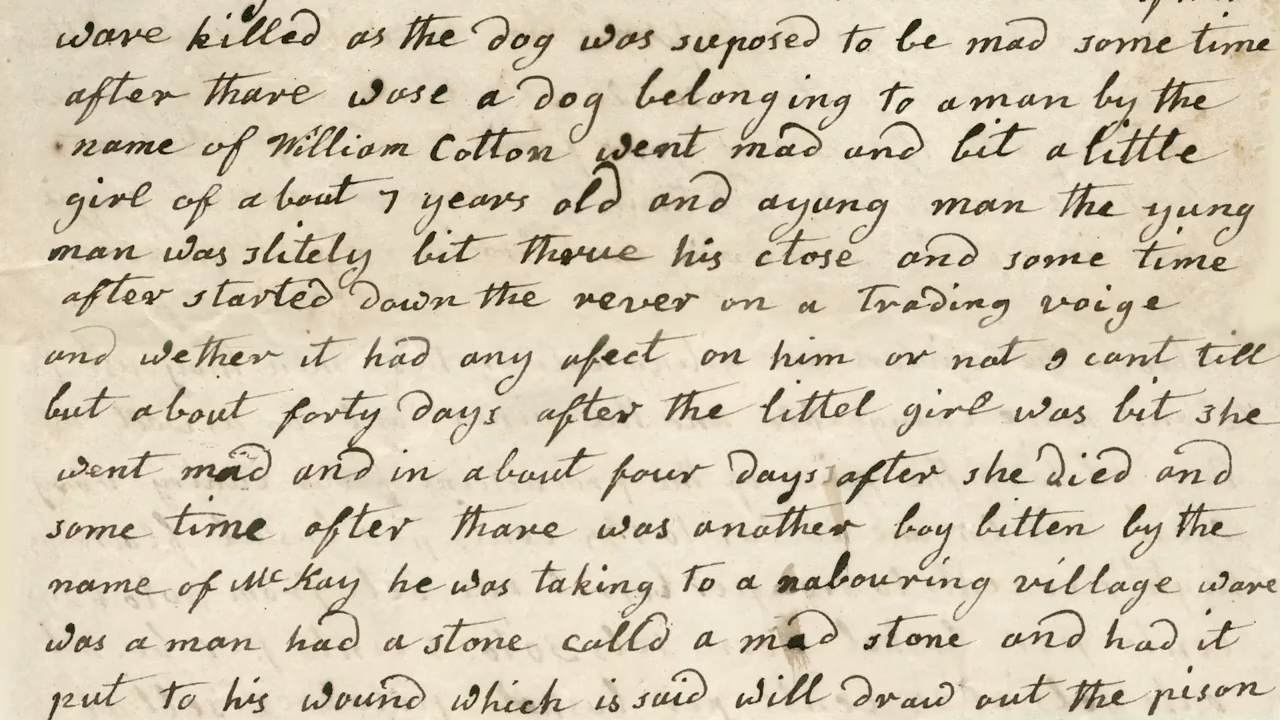 ware killed as the dog was suposed to be mad some time
after thare wose a dog belonging to a man by the
name of William Cotton went mad and bit a little
girl of about 7 years old and a yung man the yung
man was slitely bit thrue his close and some time
after started down the rever on a trading voige
and wether it had any afect on him or not I cant till
but about forty days after the littel girl was bit she
went mad and in about four days after she died and
some time after thare was another boy bitten by the
name of McKay he was taking to a nabouring village ware
was a man had a stone calld a mad stone and had it
put to his wound which is said will draw out the pison